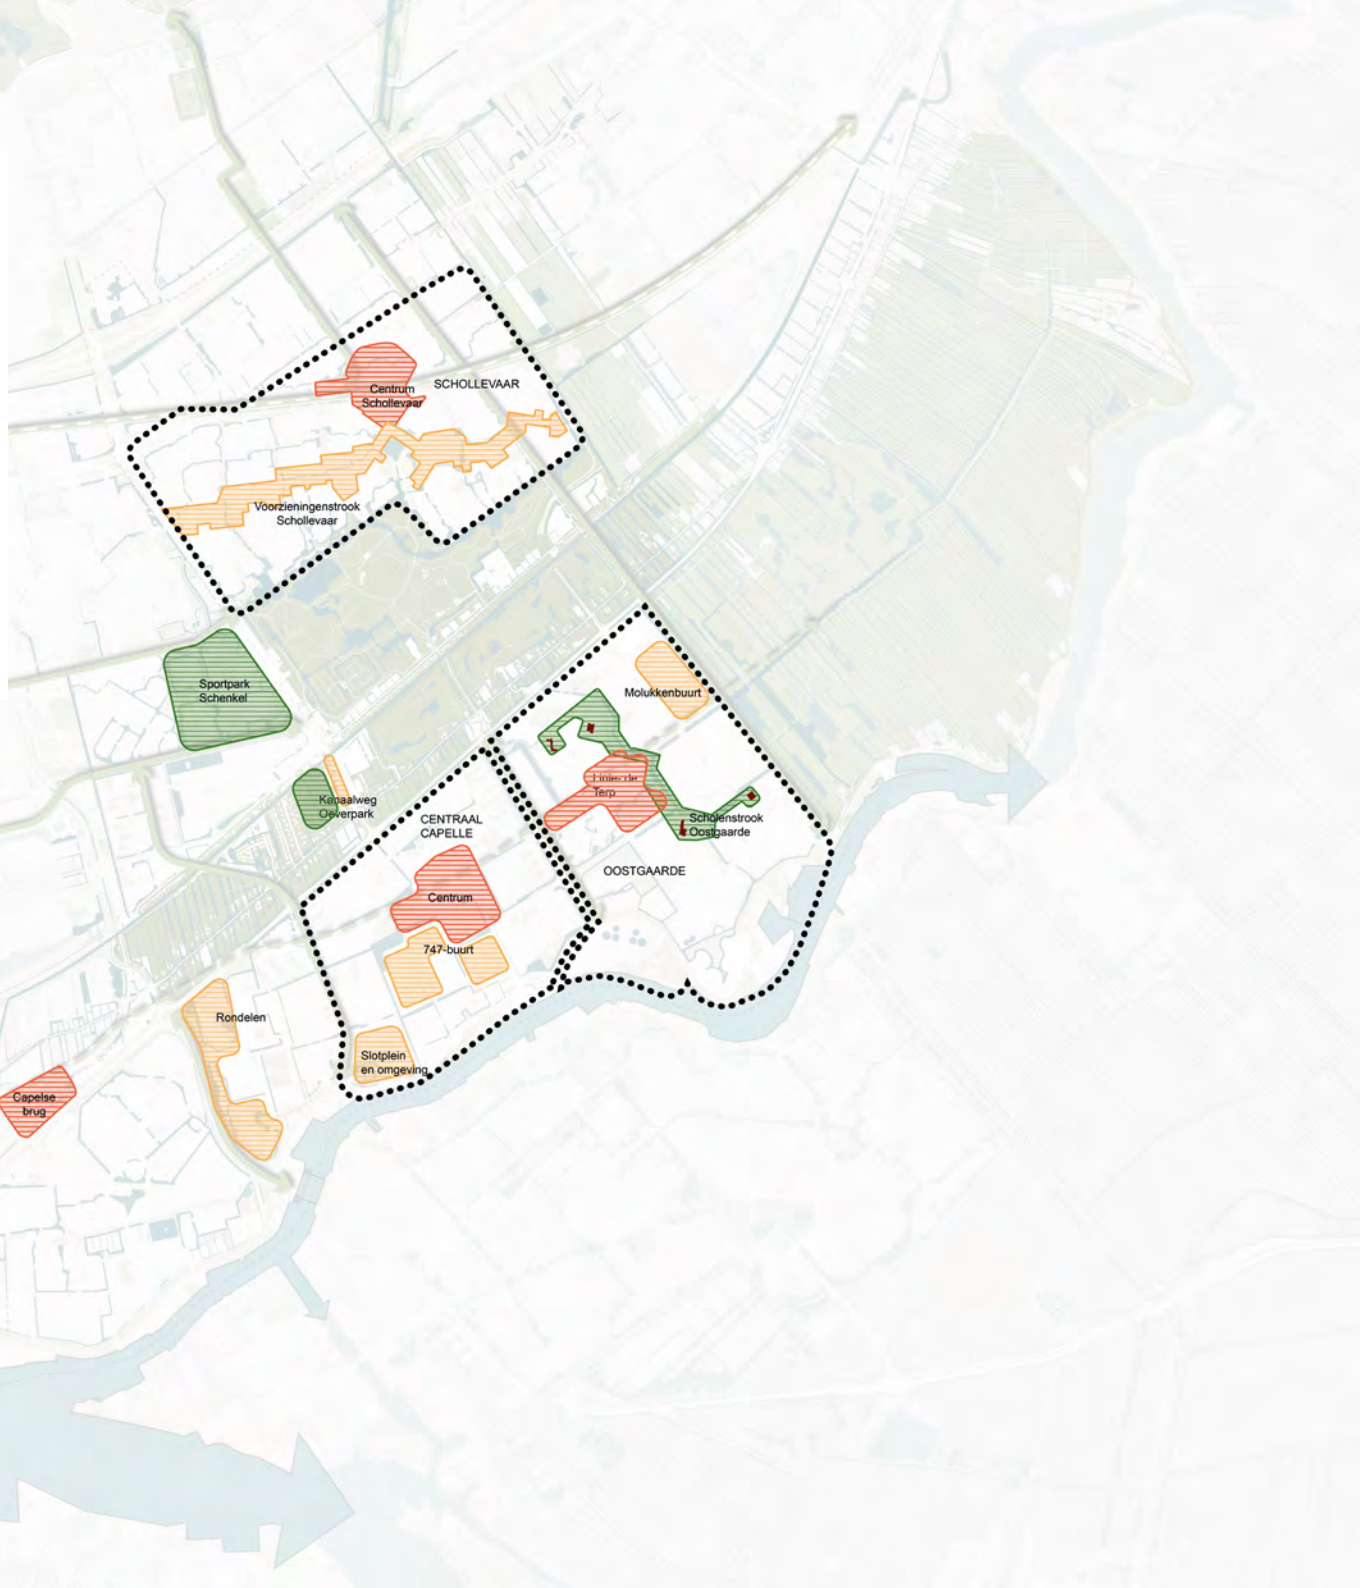 SCHOLLEVAAR
Centrum
Schollevaar
Voorzieningenstrook
Schollevaar
Sportpark
Schenkel
Molukkenbuurt
Kanaalweg
Oeverpark
Terp
CENTRAAL
CAPELLE
Scholenstrook
Oostgaarde
OOSTGAARDE
Centrum
747-buurt
Rondelen
Slotplein
en omgeving
Capelse
brug